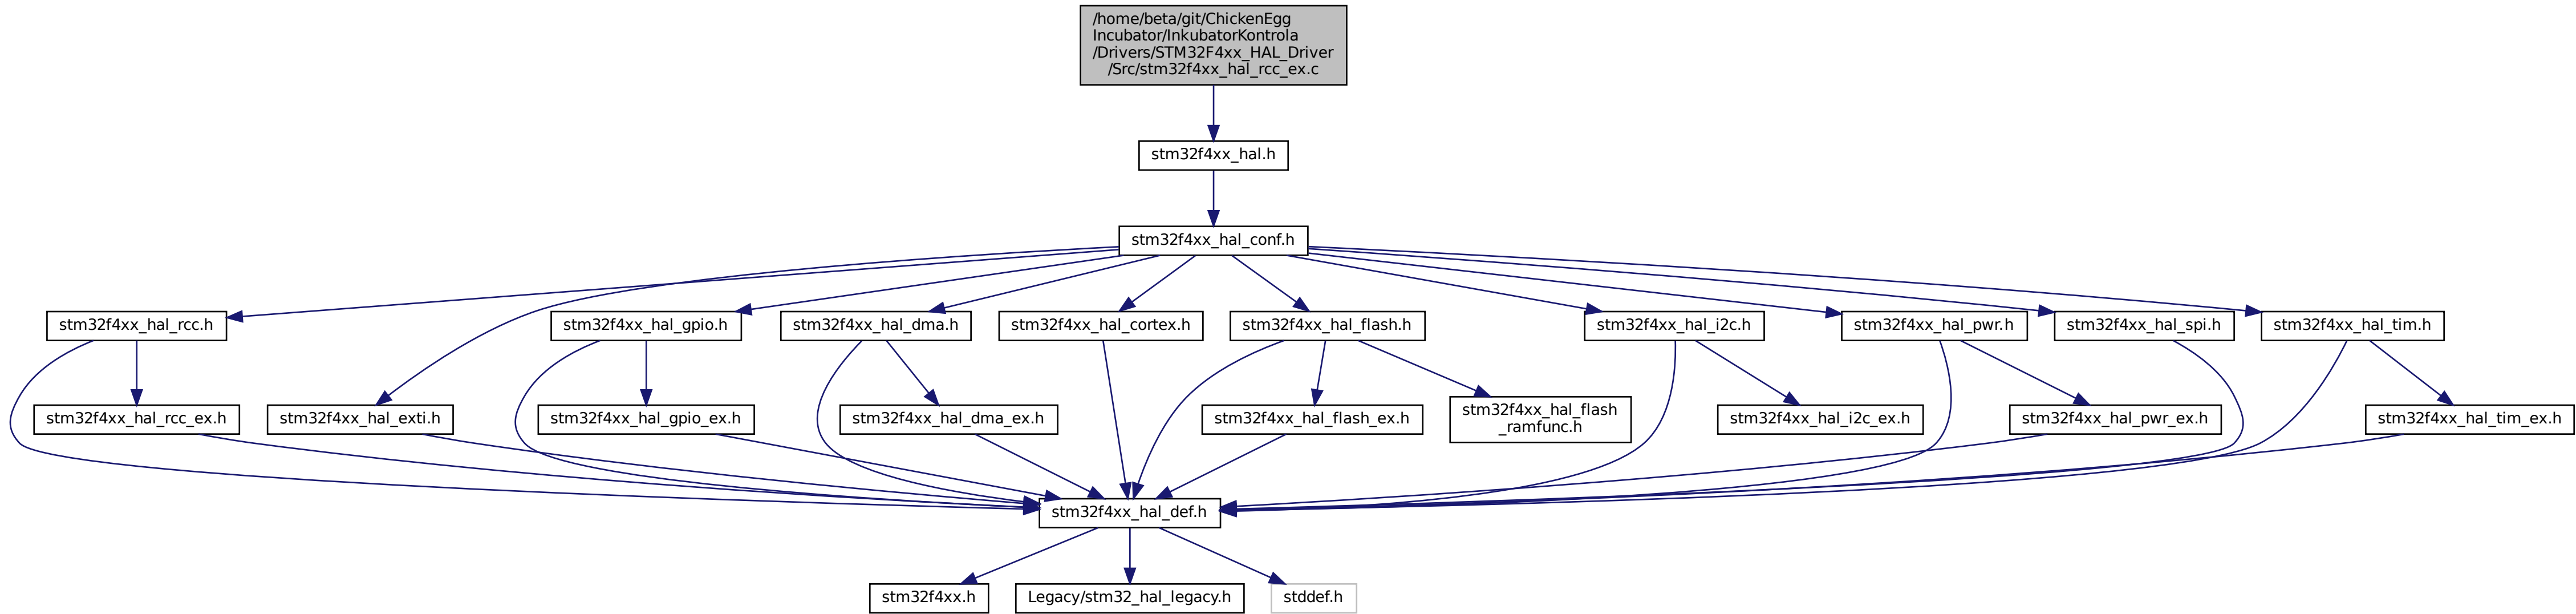 /home/beta/git/ChickenEgg
Incubator/InkubatorKontrola
/Drivers/STM32F4xx_HAL_Driver
/Src/stm32f4xx_hal_rcc_ex.c
stm32f4xx_hal.h
stm32f4xx_hal_conf.h
stm32f4xx_hal_rcc.h
stm32f4xx_hal_gpio.h
stm32f4xx_hal_dma.h
stm32f4xx_hal_cortex.h
stm32f4xx_hal_flash.h
stm32f4xx_hal_i2c.h
stm32f4xx_hal_pwr.h
stm32f4xx_hal_spi.h
stm32f4xx_hal_tim.h
stm32f4xx_hal_rcc_ex.h
stm32f4xx_hal_exti.h
stm32f4xx_hal_gpio_ex.h
stm32f4xx_hal_dma_ex.h
stm32f4xx_hal_flash_ex.h
stm32f4xx_hal_flash
_ramfunc.h
stm32f4xx_hal_i2c_ex.h
stm32f4xx_hal_pwr_ex.h
stm32f4xx_hal_tim_ex.h
stm32f4xx_hal_def.h
stm32f4xx.h
Legacy/stm32_hal_legacy.h
stddef.h